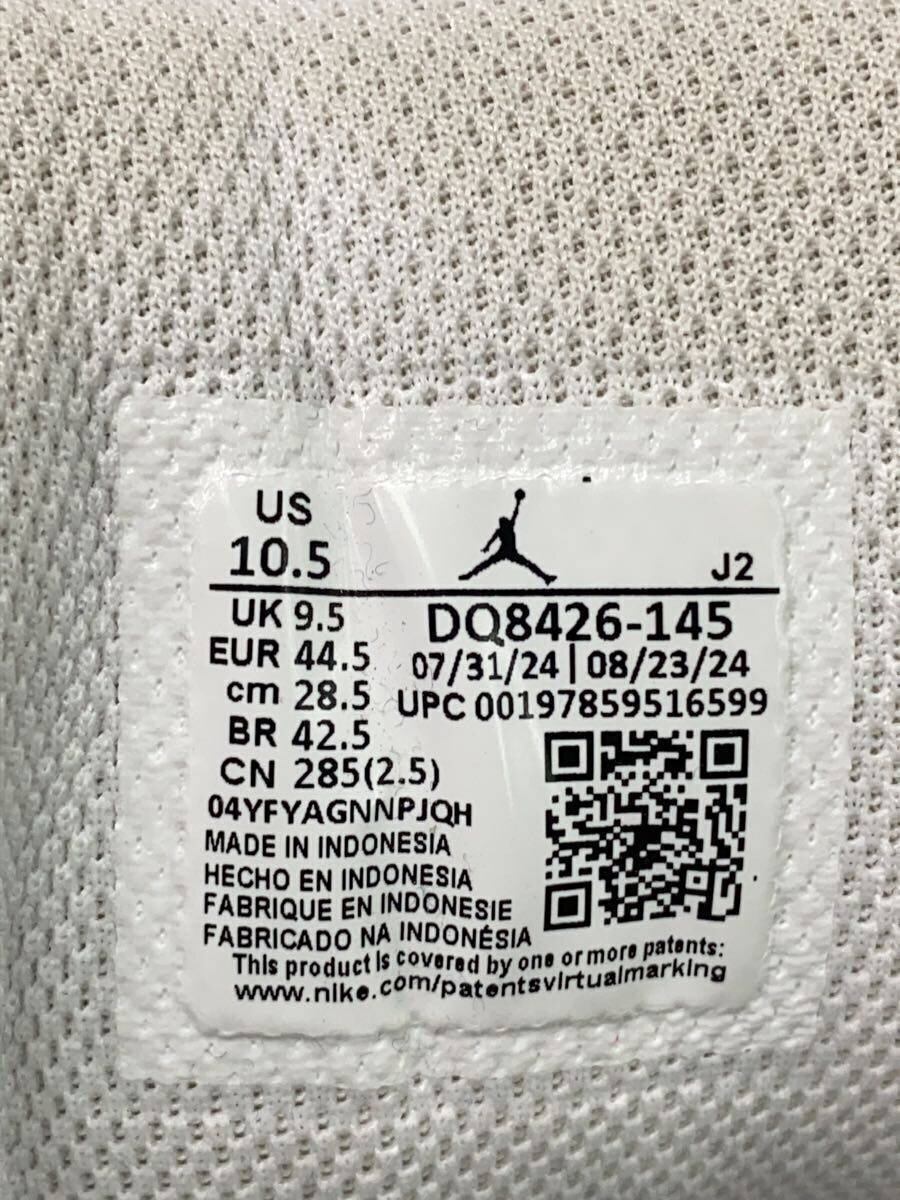 US
10.5
J2
UK 9.5
EUR 44.5
cm 28.5
BR 42.5
CN 285(2.5)
DQ8426-145
07/31/24 | 08/23/24
UPC 00197859516599
04YFYAGNNPJQH
MADE IN INDONESIA
HECHO EN INDONESIA
FABRIQUE EN INDONESIE
FABRICADO NA INDONÉSIA
This product is covered by one or more patents:
www.nike.com/patentsvirtualmarking